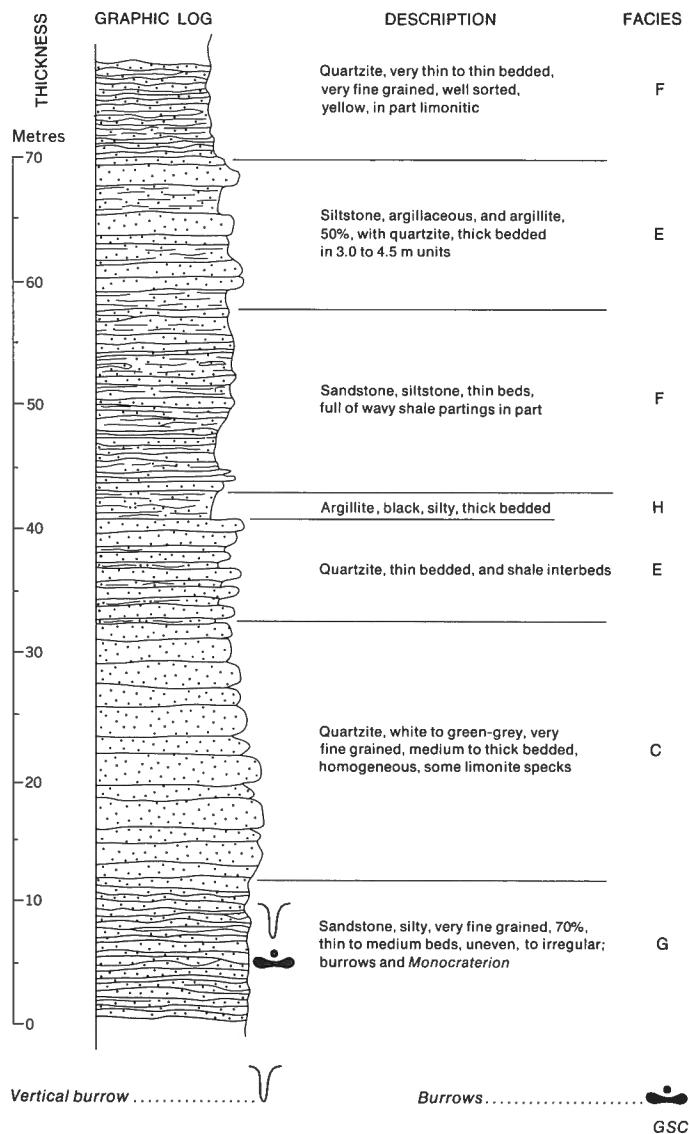 THICKNESS
GRAPHIC LOG
DESCRIPTION
FACIES
Metres
Quartzite, very thin to thin bedded,
very fine grained, well sorted,
yellow, in part limonitic
F
70
Siltstone, argillaceous, and argillite,
50%, with quartzite, thick bedded
in 3.0 to 4.5 m units
E
60
Sandstone, siltstone, thin beds,
full of wavy shale partings in part
F
50
Argillite, black, silty, thick bedded
H
40
Quartzite, thin bedded, and shale interbeds
E
30
Quartzite, white to green-grey, very
fine grained, medium to thick bedded,
homogeneous, some limonite specks
C
20
10
Sandstone, silty, very fine grained, 70%,
thin to medium beds, uneven, to irregular;
burrows and Monocraterion
G
0
Vertical burrow ................
Burrows......................
GSC